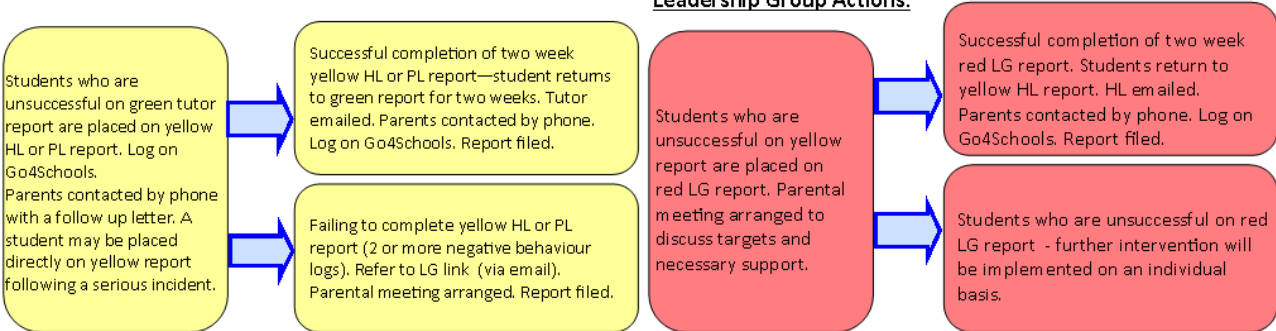 Leadership Group Actions:
Students who are
unsuccessful on green tutor
report are placed on yellow
HL or PL report. Log on
Go4Schools.
Parents contacted by phone
with a follow up letter. A
student may be placed
directly on yellow report
following a serious incident.
Successful completion of two week
yellow HL or PL report—student returns
to green report for two weeks. Tutor
emailed. Parents contacted by phone.
Log on Go4Schools. Report filed.
Failing to complete yellow HL or PL
report (2 or more negative behaviour
logs). Refer to LG link (via email).
Parental meeting arranged. Report filed.
Students who are
unsuccessful on yellow
report are placed on
red LG report. Parental
meeting arranged to
discuss targets and
necessary support.
Successful completion of two week
red LG report. Students return to
yellow HL report. HL emailed.
Parents contacted by phone. Log on
Go4Schools. Report filed.
Students who are unsuccessful on red
LG report - further intervention will
be implemented on an individual
basis.